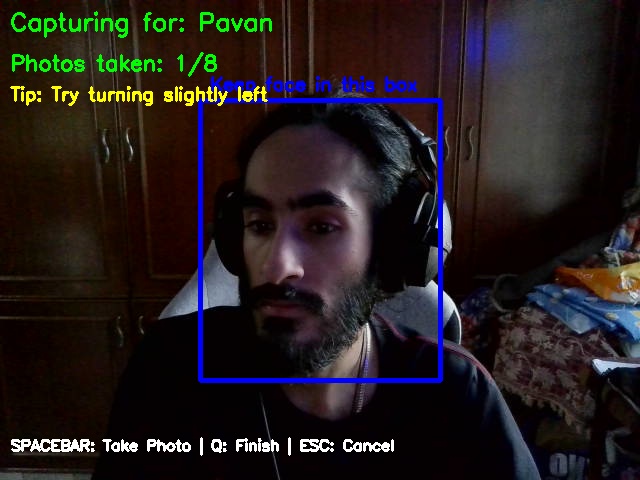 Capturing for: Pavan
Photos taken: 1/8
Keep face in this box
Tip: Try turning slightly left
SPACEBAR: Take Photo | Q: Finish | ESC: Cancel